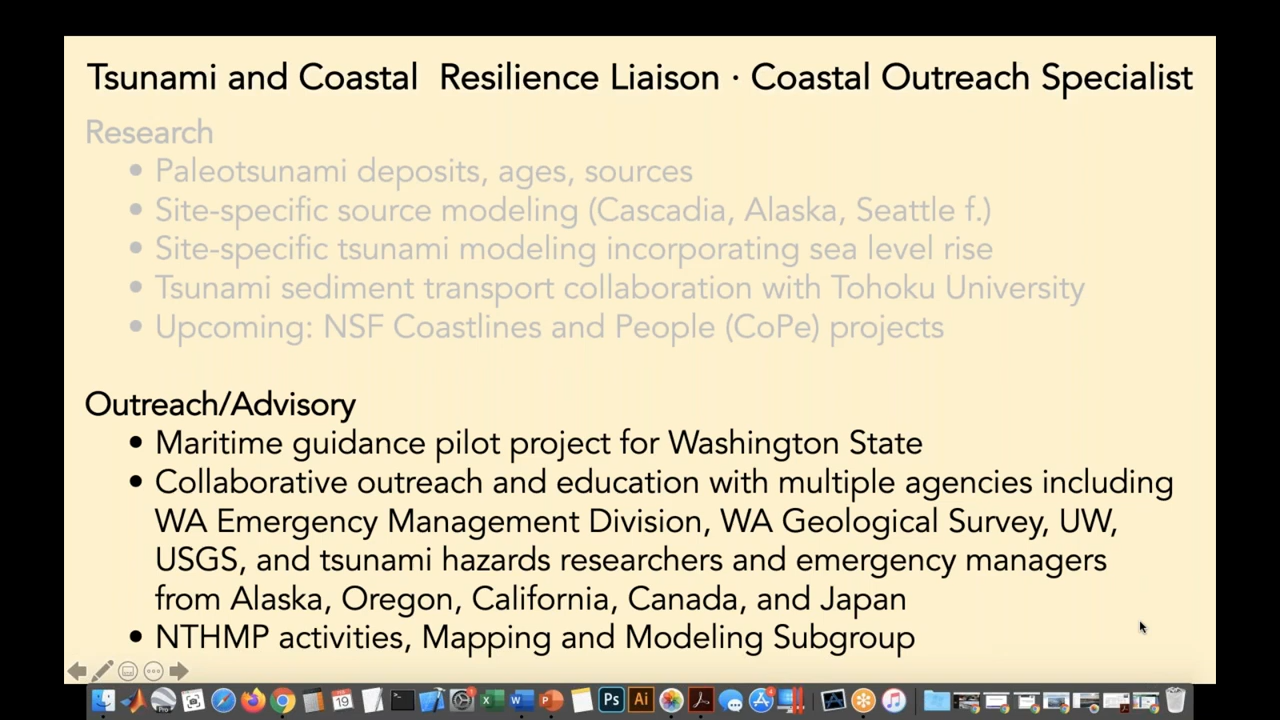 Tsunami and Coastal  Resilience Liaison · Coastal Outreach Specialist
Research
• Paleotsunami deposits, ages, sources
• Site-specific source modeling (Cascadia, Alaska, Seattle f.)
• Site-specific tsunami modeling incorporating sea level rise
• Tsunami sediment transport collaboration with Tohoku University
• Upcoming: NSF Coastlines and People (CoPe) projects
Outreach/Advisory
• Maritime guidance pilot project for Washington State
• Collaborative outreach and education with multiple agencies including
WA Emergency Management Division, WA Geological Survey, UW,
USGS, and tsunami hazards researchers and emergency managers
from Alaska, Oregon, California, Canada, and Japan
• NTHMP activities, Mapping and Modeling Subgroup
Pro 19 Ps Ai